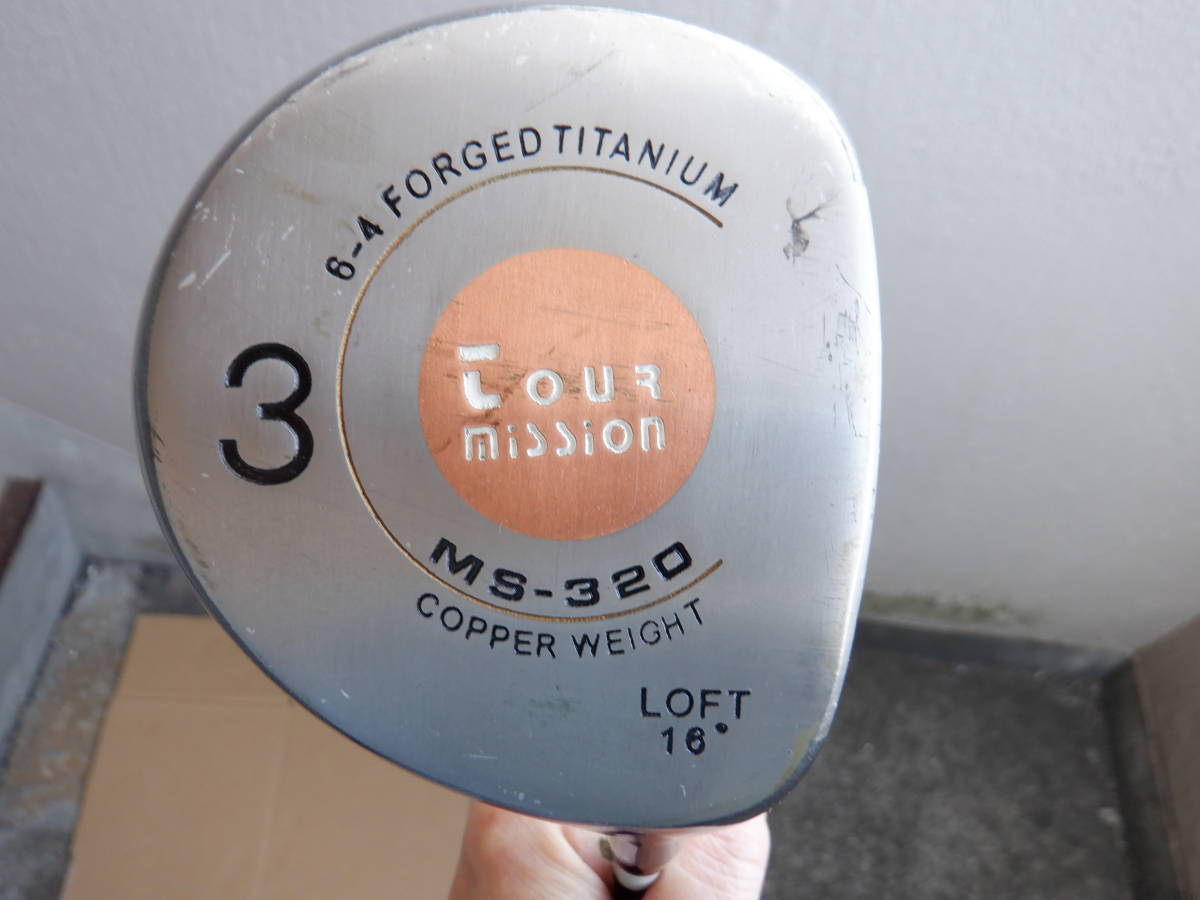 6-4 FORGED TITANIUM
3
tour
mission
MS-320
COPPER WEIGHT
LOFT
16°